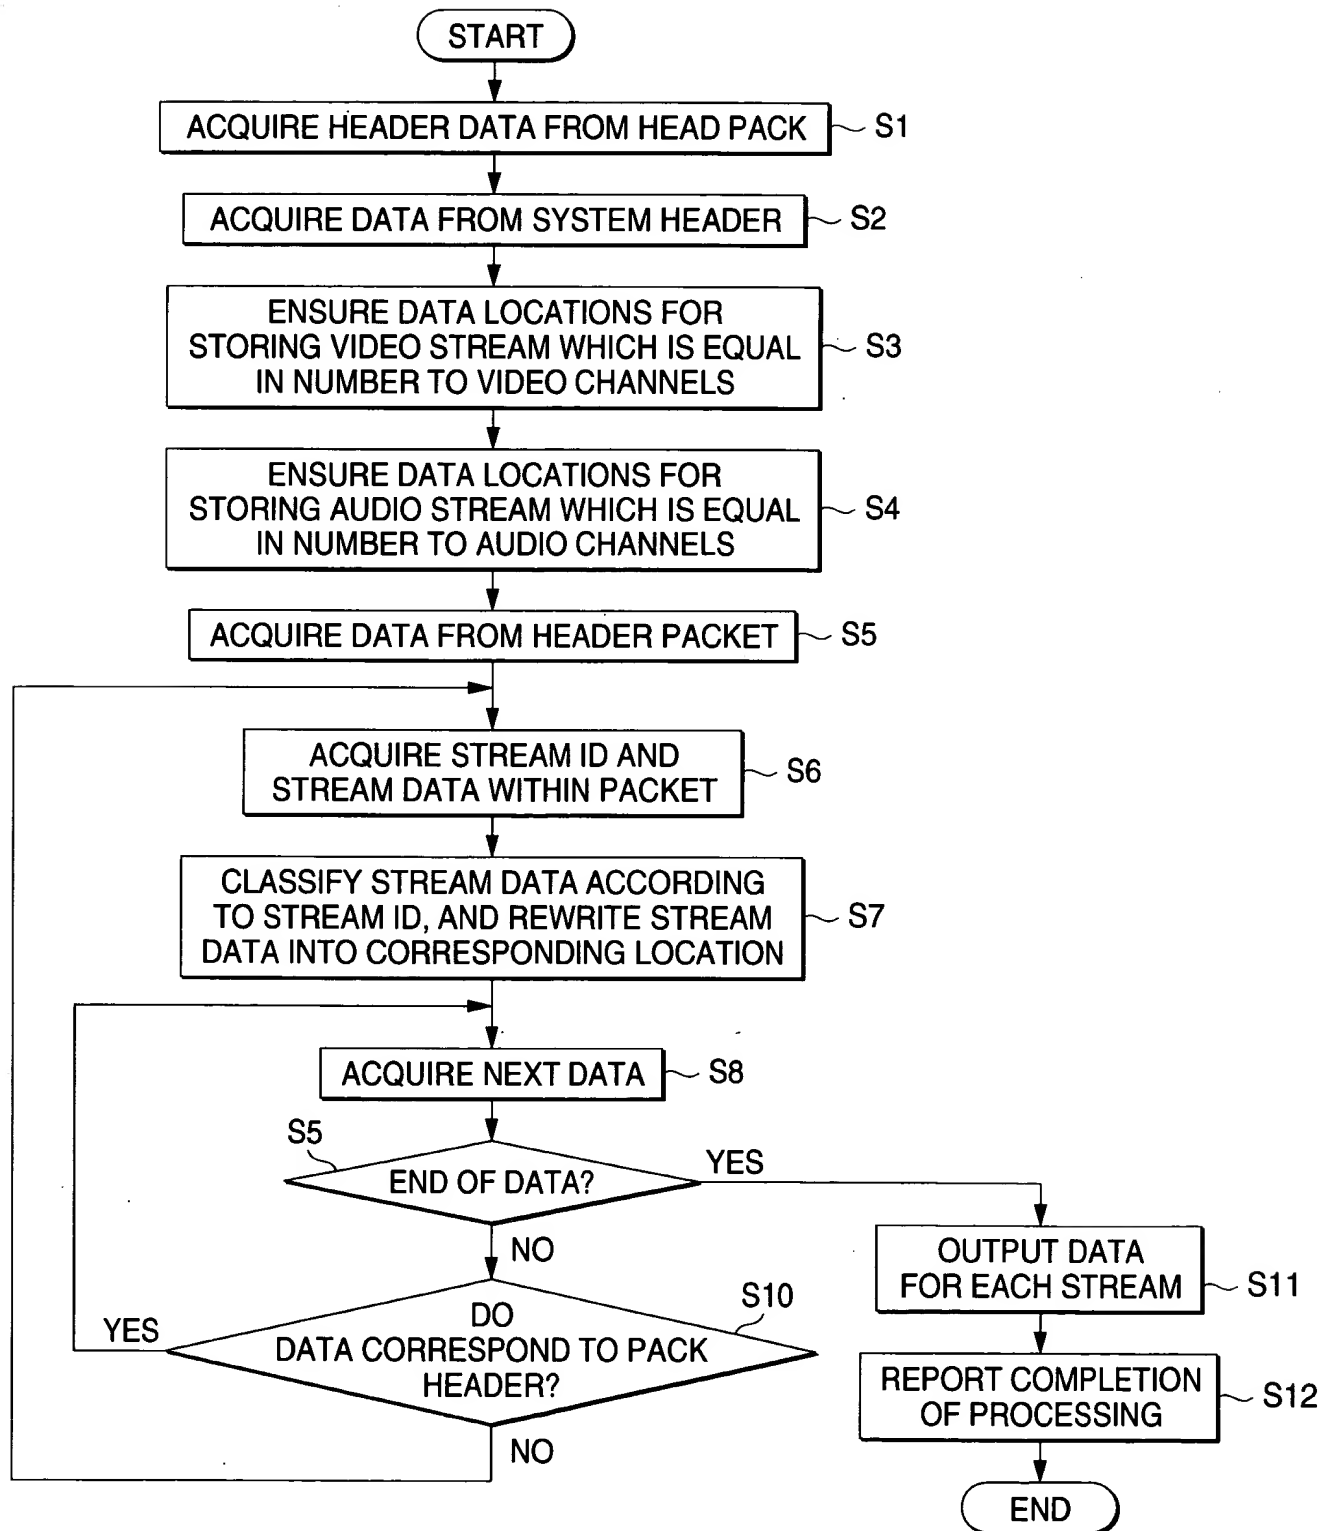 START
ACQUIRE HEADER DATA FROM HEAD PACK
S1
ACQUIRE DATA FROM SYSTEM HEADER
S2
ENSURE DATA LOCATIONS FOR
STORING VIDEO STREAM WHICH IS EQUAL
IN NUMBER TO VIDEO CHANNELS
S3
ENSURE DATA LOCATIONS FOR
STORING AUDIO STREAM WHICH IS EQUAL
IN NUMBER TO AUDIO CHANNELS
S4
ACQUIRE DATA FROM HEADER PACKET
S5
ACQUIRE STREAM ID AND
STREAM DATA WITHIN PACKET
S6
CLASSIFY STREAM DATA ACCORDING
TO STREAM ID, AND REWRITE STREAM
DATA INTO CORRESPONDING LOCATION
S7
ACQUIRE NEXT DATA
S8
S5
END OF DATA?
YES
NO
OUTPUT DATA
FOR EACH STREAM
S11
S10
DO
DATA CORRESPOND TO PACK
HEADER?
YES
NO
REPORT COMPLETION
OF PROCESSING
S12
END